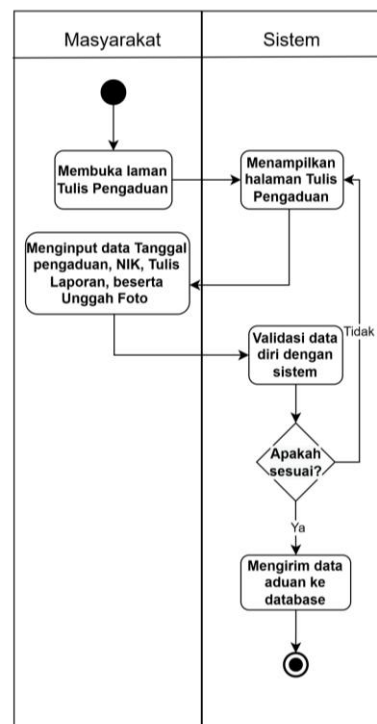 Masyarakat
Sistem
Membuka laman
Tulis Pengaduan
Menampilkan
halaman Tulis
Pengaduan
Menginput data Tanggal
pengaduan, NIK, Tulis
Laporan, beserta
Unggah Foto
Validasi data
diri dengan
sistem
Tidak
Apakah
sesuai?
Ya
Mengirim data
aduan ke
database